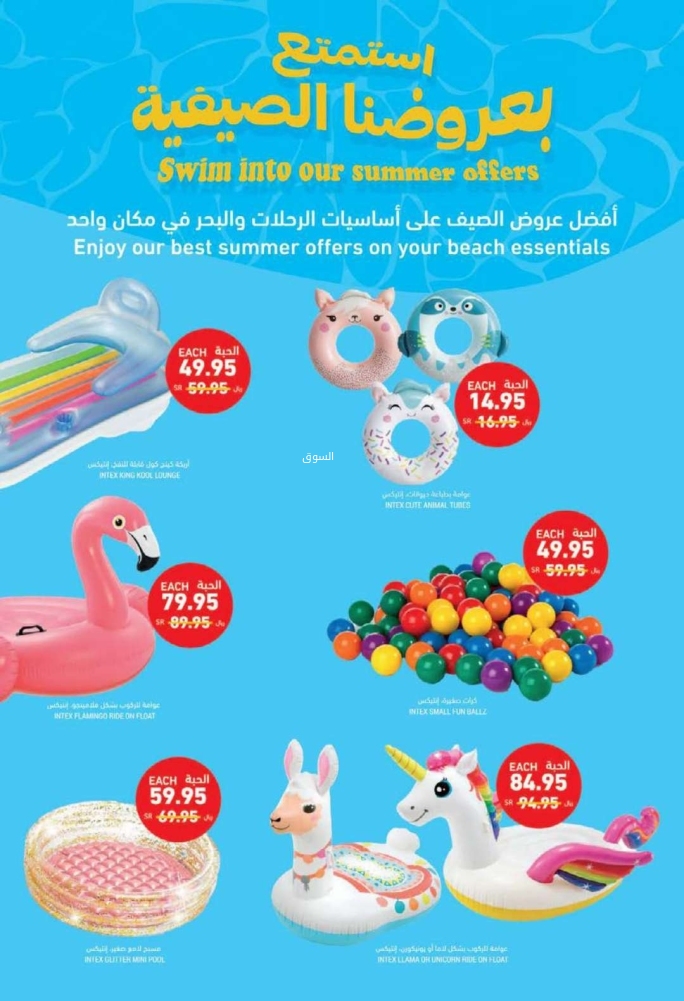 استمتع
بعروضنا الصيفية
Swim into our summer offers
أفضل عروض الصيف على أساسيات الرحلات والبحر في مكان واحد
Enjoy our best summer offers on your beach essentials
EACH الحبة
49.95
SR 59.95 ريال
أريكة كينج كول قابلة للنفخ، إنتيكس
INTEX KING KOOL LOUNGE
EACH الحبة
14.95
SR 16.95 ريال
السوق
عوامة بطباعة حيوانات، إنتيكس
INTEX CUTE ANIMAL TUBES
EACH الحبة
79.95
SR 89.95 ريال
عوامة للركوب بشكل فلامينجو، إنتيكس
INTEX FLAMINGO RIDE ON FLOAT
EACH الحبة
49.95
SR 59.95 ريال
كرات صغيرة، إنتيكس
INTEX SMALL FUN BALLZ
EACH الحبة
59.95
SR 69.95 ريال
مسبح لامع صغير، إنتيكس
INTEX GLITTER MINI POOL
EACH الحبة
84.95
SR 94.95 ريال
عوامة للركوب بشكل لاما أو يونيكورن، إنتيكس
INTEX LLAMA OR UNICORN RIDE ON FLOAT